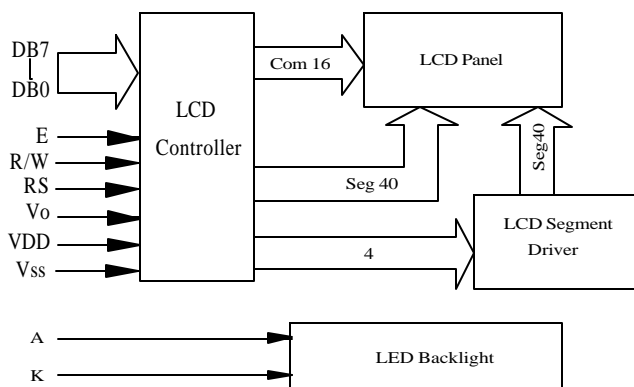 DB7
DB0
E
R/W
RS
Vo
VDD
Vss
LCD
Controller
Com 16
Seg 40
4
LCD Panel
Seg40
LCD Segment
Driver
A
K
LED Backlight